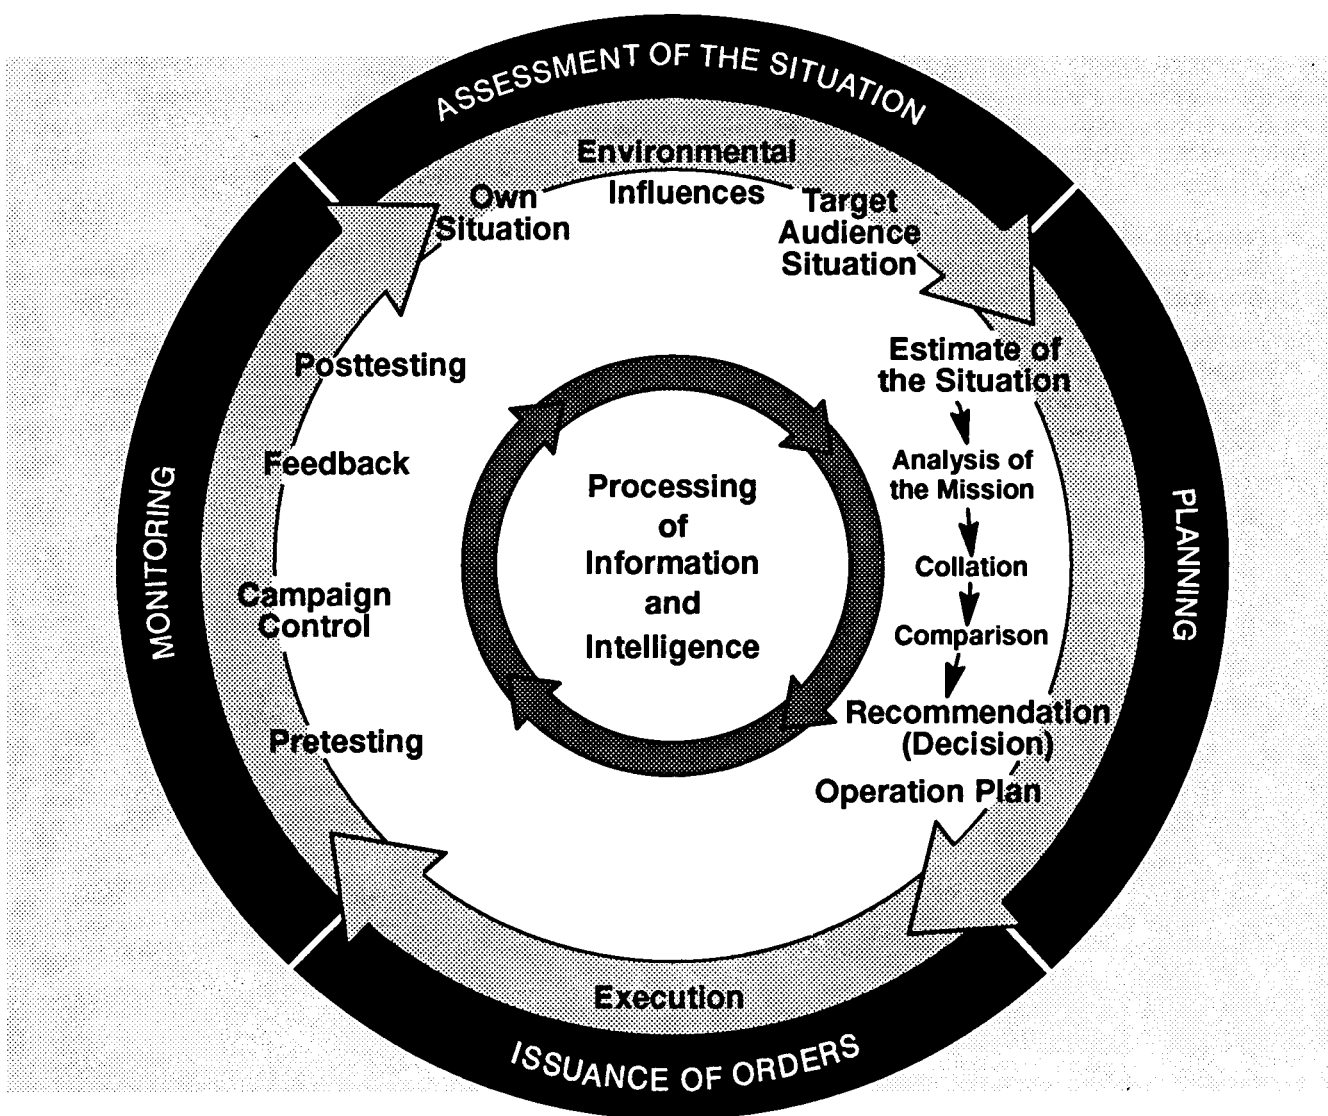 ASSESSMENT OF THE SITUATION
Environmental
Influences
Own
Situation
Target
Audience
Situation
PLANNING
Estimate of
the Situation
Analysis of
the Mission
Collation
Comparison
Recommendation
(Decision)
Operation Plan
ISSUANCE OF ORDERS
Execution
MONITORING
Pretesting
Campaign
Control
Feedback
Posttesting
Processing
of
Information
and
Intelligence